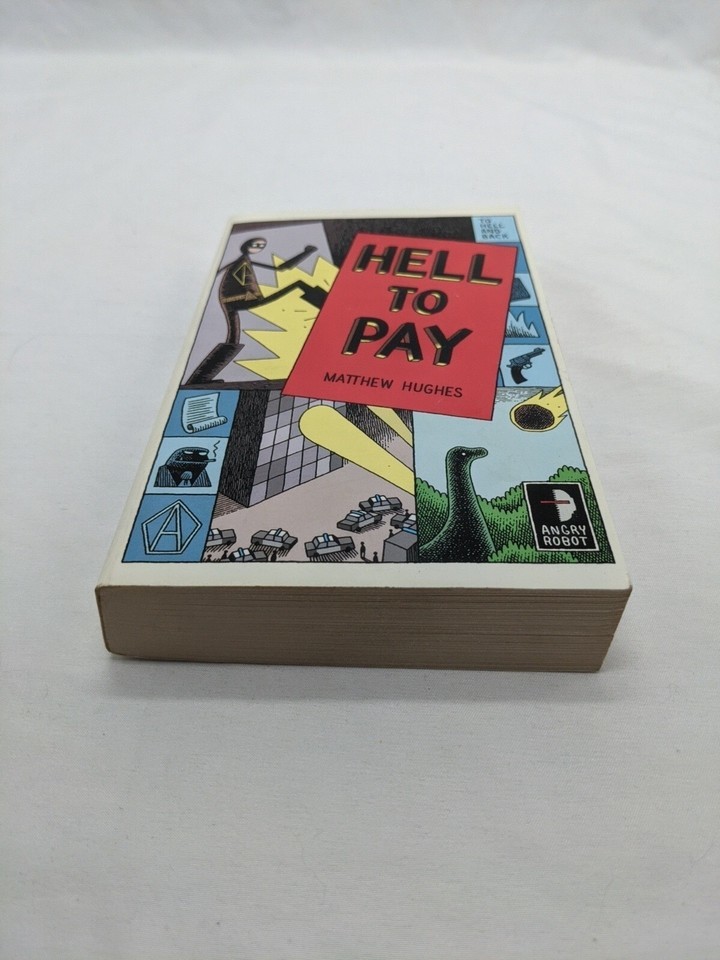 TO
HELL
AND
BACK
HELL
TO
PAY
MATTHEW HUGHES
A
ANGRY
ROBOT